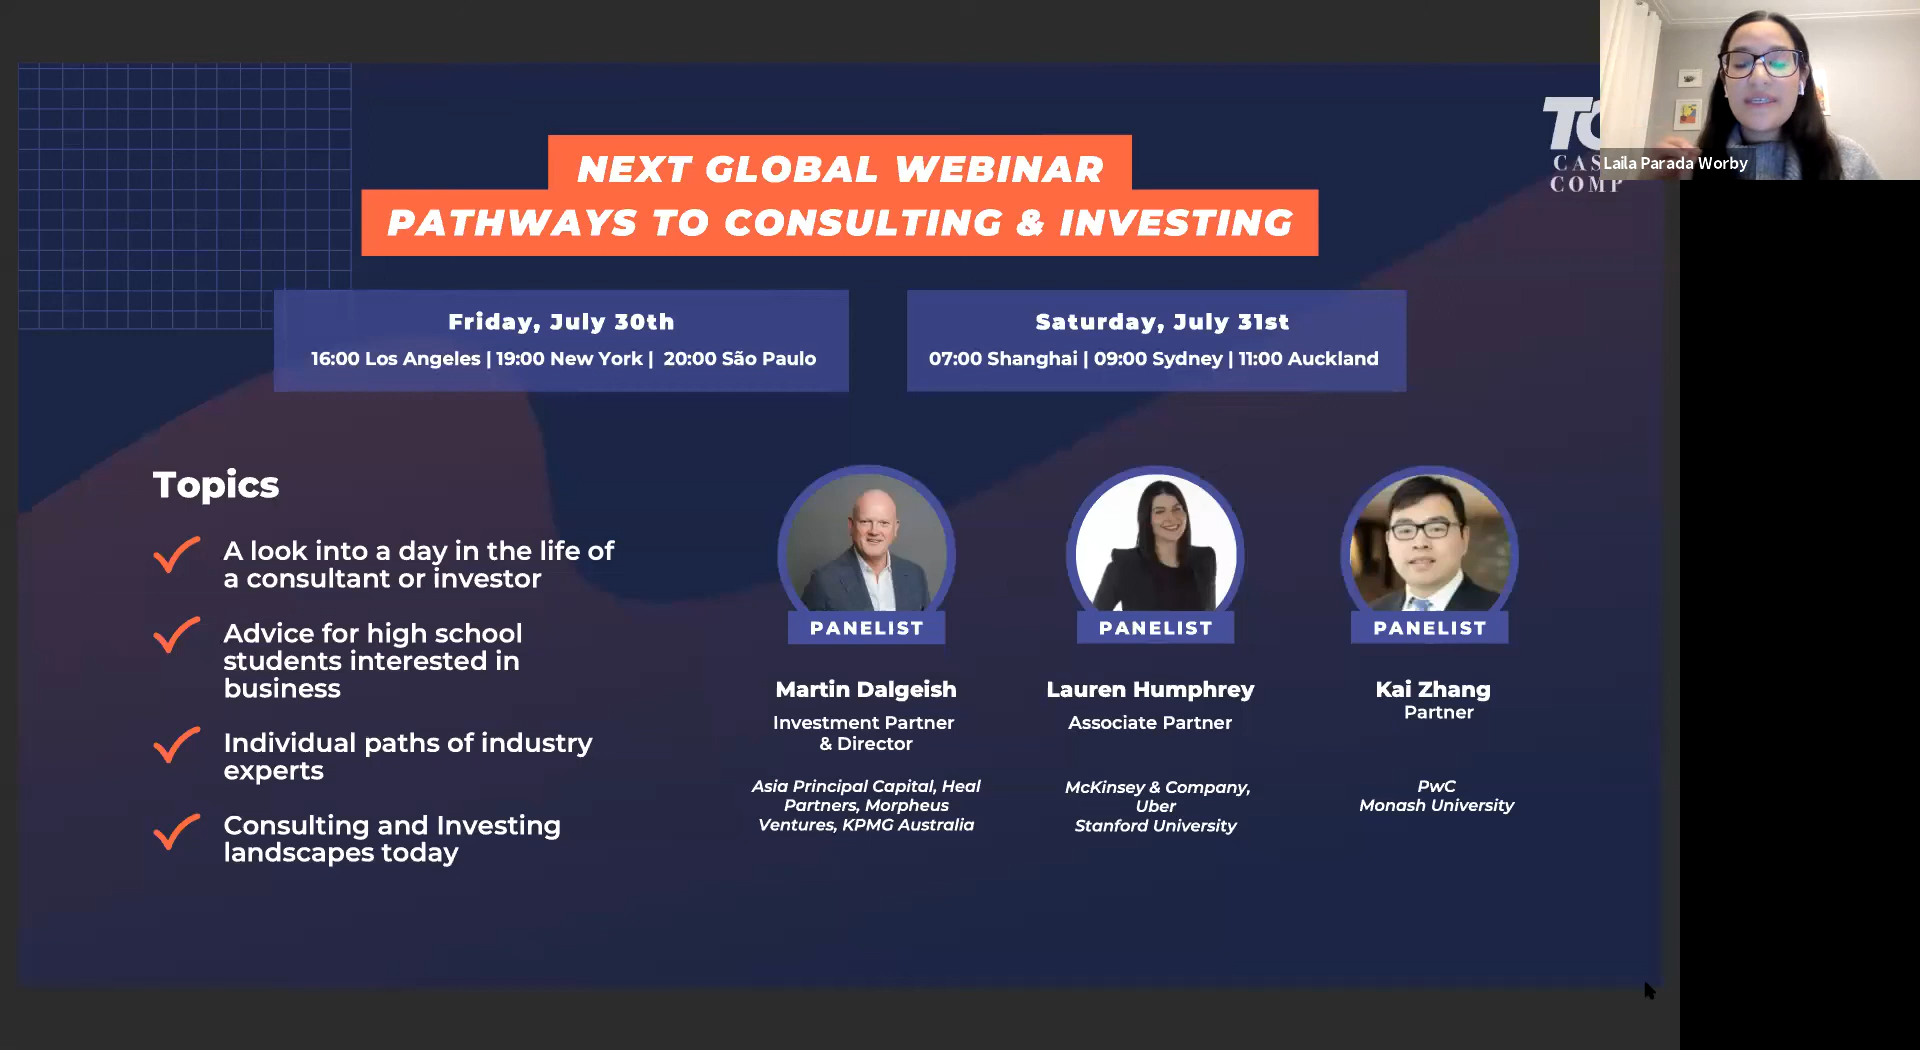 NEXT GLOBAL WEBINAR
PATHWAYS TO CONSULTING & INVESTING
Friday, July 30th
16:00 Los Angeles | 19:00 New York | 20:00 São Paulo
Saturday, July 31st
07:00 Shanghai | 09:00 Sydney | 11:00 Auckland
Laila Parada Worby
COMP
Topics
A look into a day in the life of
a consultant or investor
Advice for high school
students interested in
business
Individual paths of industry
experts
Consulting and Investing
landscapes today
PANELIST
Martin Dalgeish
Investment Partner
& Director
Asia Principal Capital, Heal
Partners, Morpheus
Ventures, KPMG Australia
PANELIST
Lauren Humphrey
Associate Partner
McKinsey & Company,
Uber
Stanford University
PANELIST
Kai Zhang
Partner
PwC
Monash University